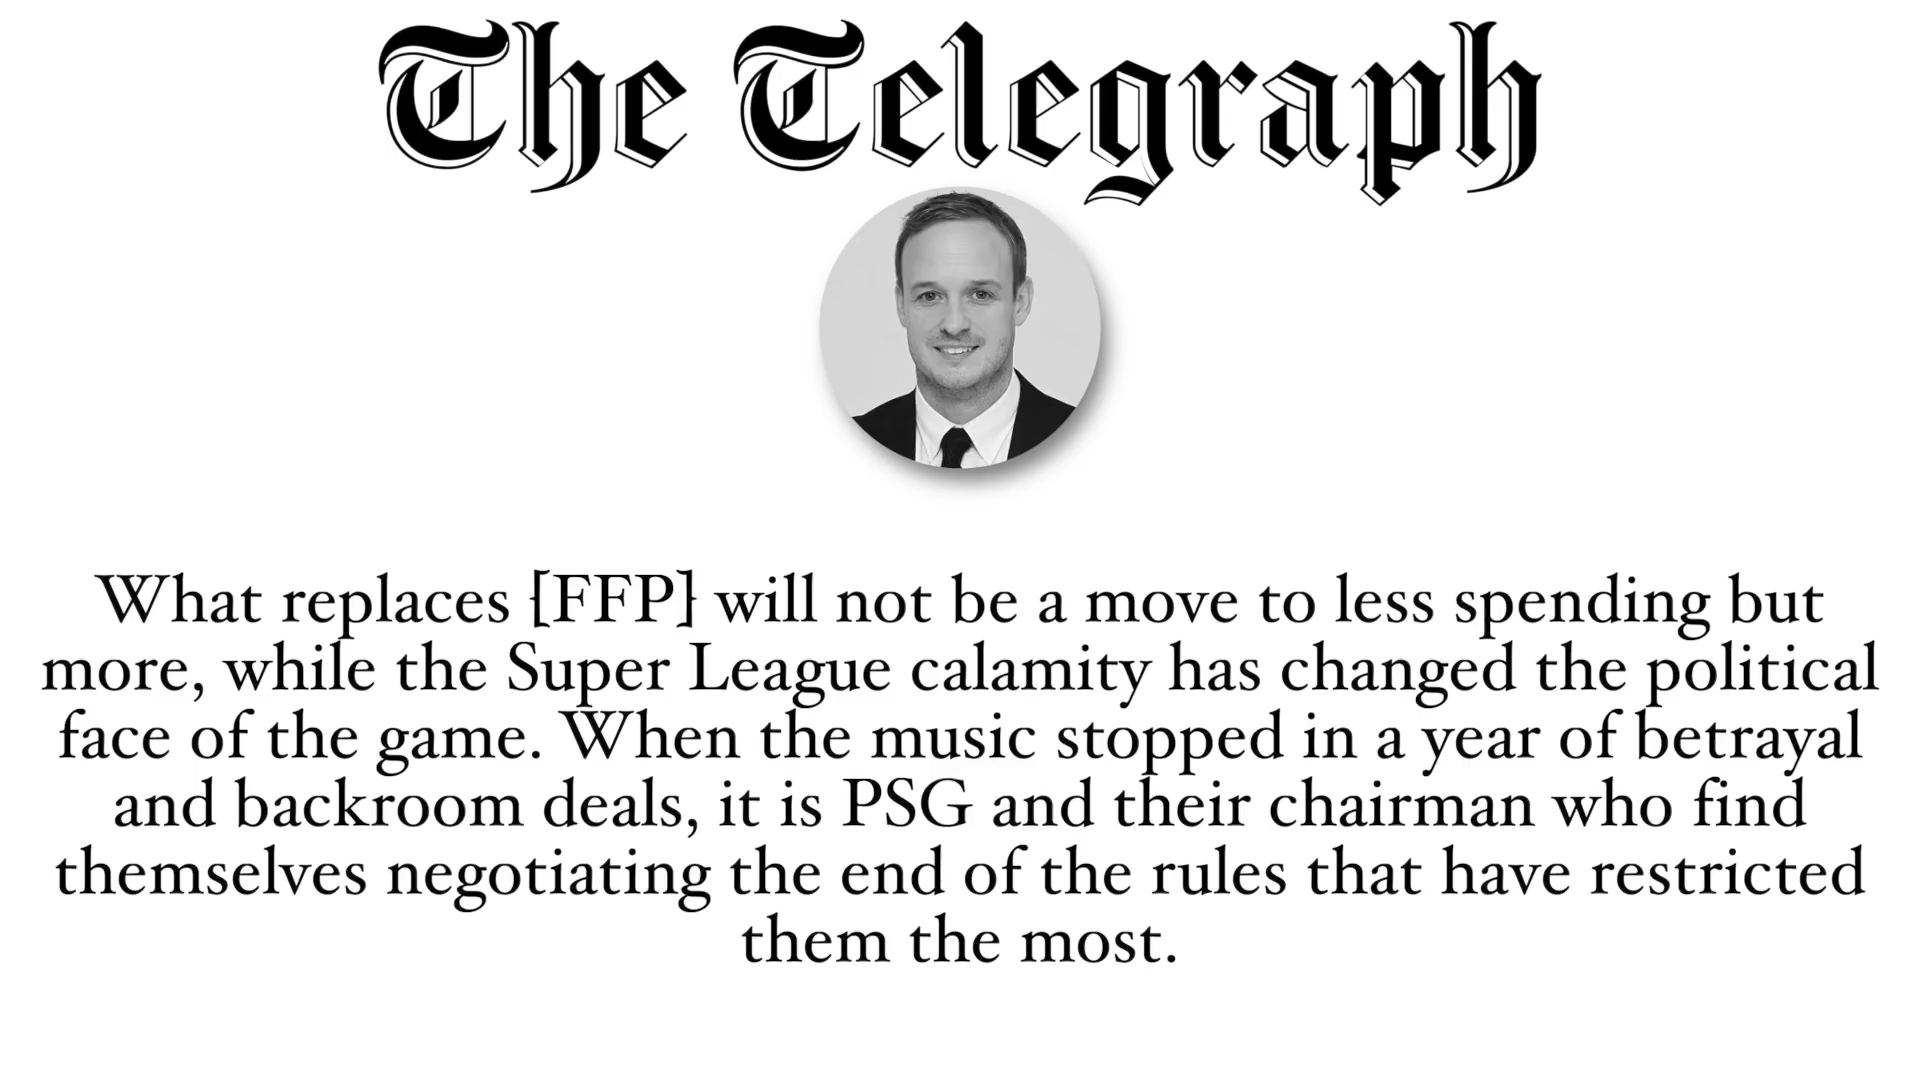 The Telegraph
What replaces [FFP] will not be a move to less spending but
more, while the Super League calamity has changed the political
face of the game. When the music stopped in a year of betrayal
and backroom deals, it is PSG and their chairman who find
themselves negotiating the end of the rules that have restricted
them the most.